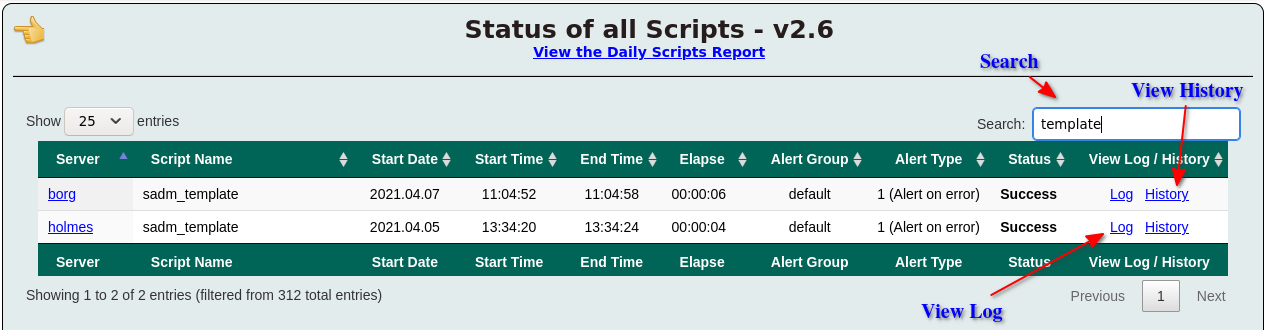 Status of all Scripts - v2.6
View the Daily Scripts Report
Search
View History
Show 25 entries
Search: template
Server Script Name Start Date Start Time End Time Elapse Alert Group Alert Type Status View Log / History
borg sadm_template 2021.04.07 11:04:52 11:04:58 00:00:06 default 1 (Alert on error) Success Log History
holmes sadm_template 2021.04.05 13:34:20 13:34:24 00:00:04 default 1 (Alert on error) Success Log History
Server Script Name Start Date Start Time End Time Elapse Alert Group Alert Type Status View Log / History
Showing 1 to 2 of 2 entries (filtered from 312 total entries)
Previous 1 Next
View Log